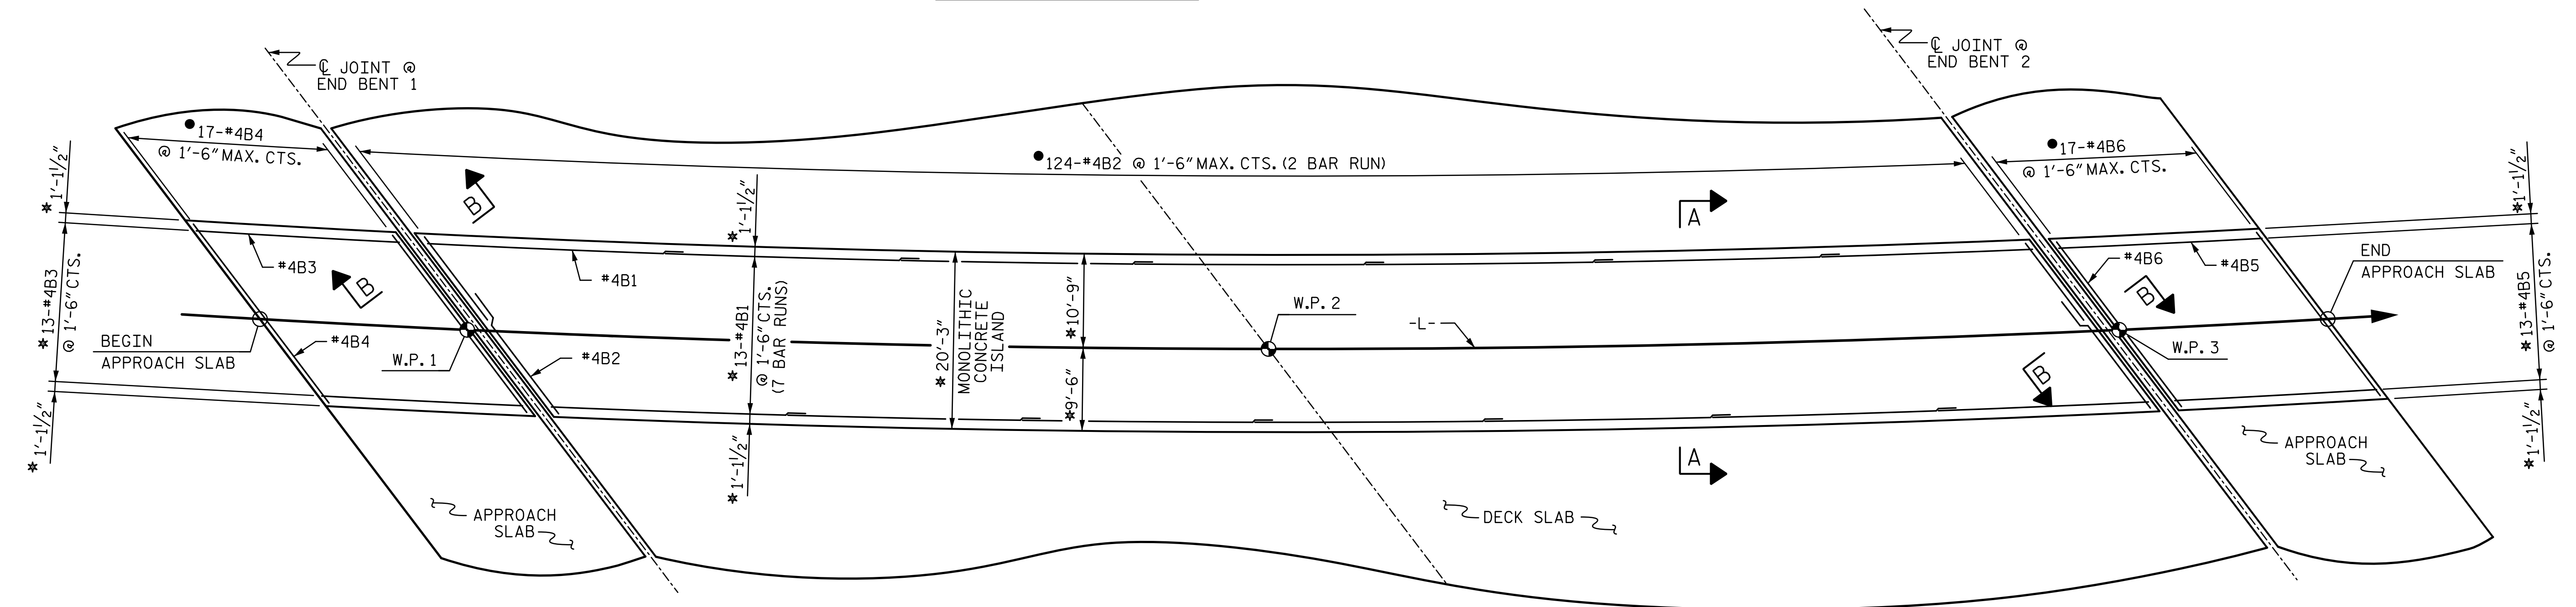 ℄ JOINT @
END BENT 1
℄ JOINT @
END BENT 2
●17-#4B4
@ 1'-6" MAX. CTS.
●124-#4B2 @ 1'-6" MAX. CTS. (2 BAR RUN)
●17-#4B6
@ 1'-6" MAX. CTS.
✱1'-1½"
✱13-#4B3
@ 1'-6" CTS.
✱1'-1½"
B
B
#4B3
#4B4
BEGIN
APPROACH SLAB
W.P. 1
#4B1
#4B2
✱1'-1½"
✱13-#4B1
@ 1'-6" CTS.
(7 BAR RUNS)
✱1'-1½"
✱20'-3"
MONOLITHIC
CONCRETE
ISLAND
✱10'-9"
✱9'-6"
W.P. 2
-L-
A
A
#4B6
#4B5
B
B
W.P. 3
END
APPROACH SLAB
✱1'-1½"
✱13-#4B5
@ 1'-6" CTS.
✱1'-1½"
APPROACH
SLAB
DECK SLAB
APPROACH
SLAB